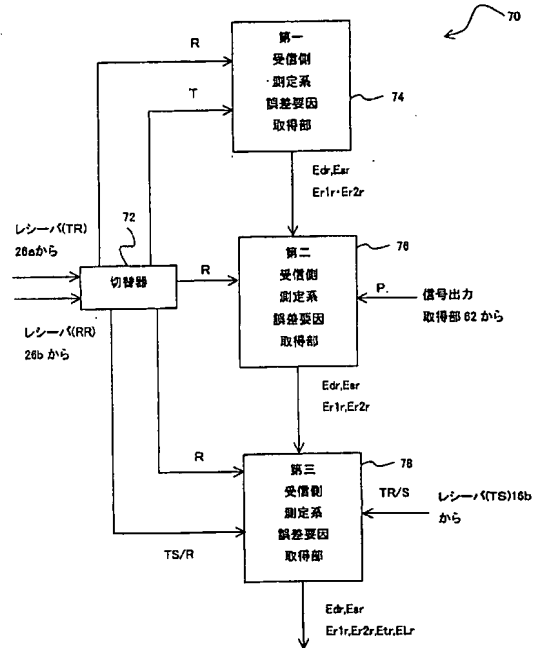 70
R
T
第一
受信側
測定系
誤差要因
取得部
74
Edr,Esr
Er1r・Er2r
レシーバ(TR)
26aから
72
切替器
レシーバ(RR)
26bから
R
第二
受信側
測定系
誤差要因
取得部
76
P.
信号出力
取得部62から
Edr,Esr
Er1r,Er2r
R
TS/R
第三
受信側
測定系
誤差要因
取得部
78
TR/S
レシーバ(TS)16b
から
Edr,Esr
Er1r,Er2r,Etr,ELr